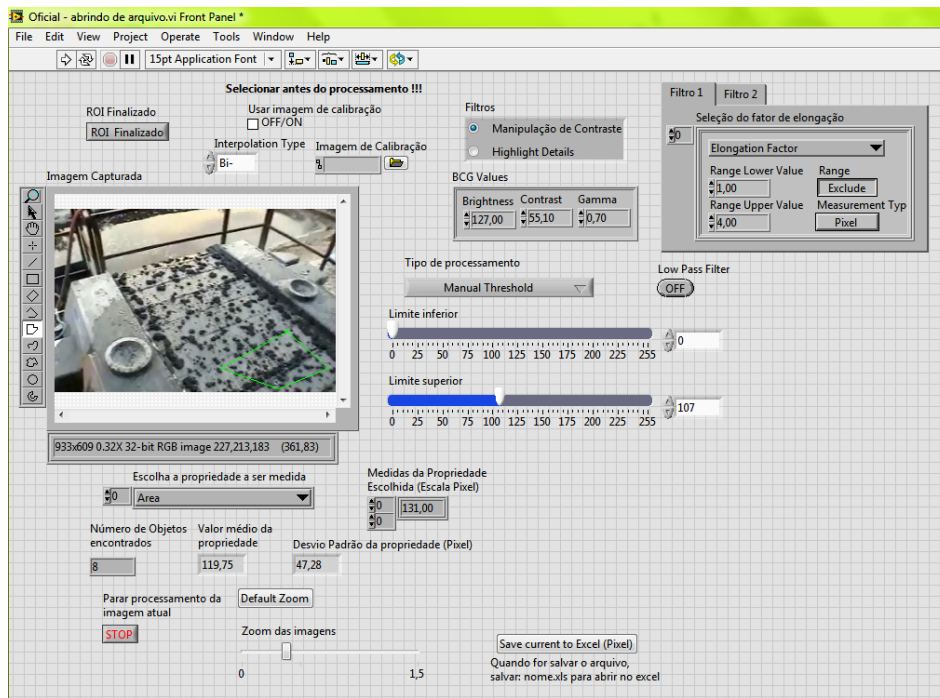 Oficial - abrindo de arquivo.vi Front Panel *
File Edit View Project Operate Tools Window Help
15pt Application Font
Selecionar antes do processamento !!!
ROI Finalizado
ROI Finalizado
Usar imagem de calibração
OFF/ON
Interpolation Type
Bi-
Imagem de Calibração
Filtros
Manipulação de Contraste
Highlight Details
BCG Values
Brightness Contrast Gamma
127,00 55,10 0,70
Filtro 1 Filtro 2
Seleção do fator de elongação
0
Elongation Factor
Range Lower Value Range
1,00 Exclude
Range Upper Value Measurement Typ
4,00 Pixel
Imagem Capturada
933x609 0.32X 32-bit RGB image 227,213,183 (361,83)
Tipo de processamento
Manual Threshold
Low Pass Filter
OFF
Limite inferior
0 25 50 75 100 125 150 175 200 225 255
0
Limite superior
0 25 50 75 100 125 150 175 200 225 255
107
Escolha a propriedade a ser medida
0 Area
Medidas da Propriedade
Escolhida (Escala Pixel)
0 131,00
0
Número de Objetos
encontrados
8
Valor médio da
propriedade
119,75
Desvio Padrão da propriedade (Pixel)
47,28
Parar processamento da
imagem atual
STOP
Default Zoom
Zoom das imagens
0 1,5
Save current to Excel (Pixel)
Quando for salvar o arquivo,
salvar: nome.xls para abrir no excel